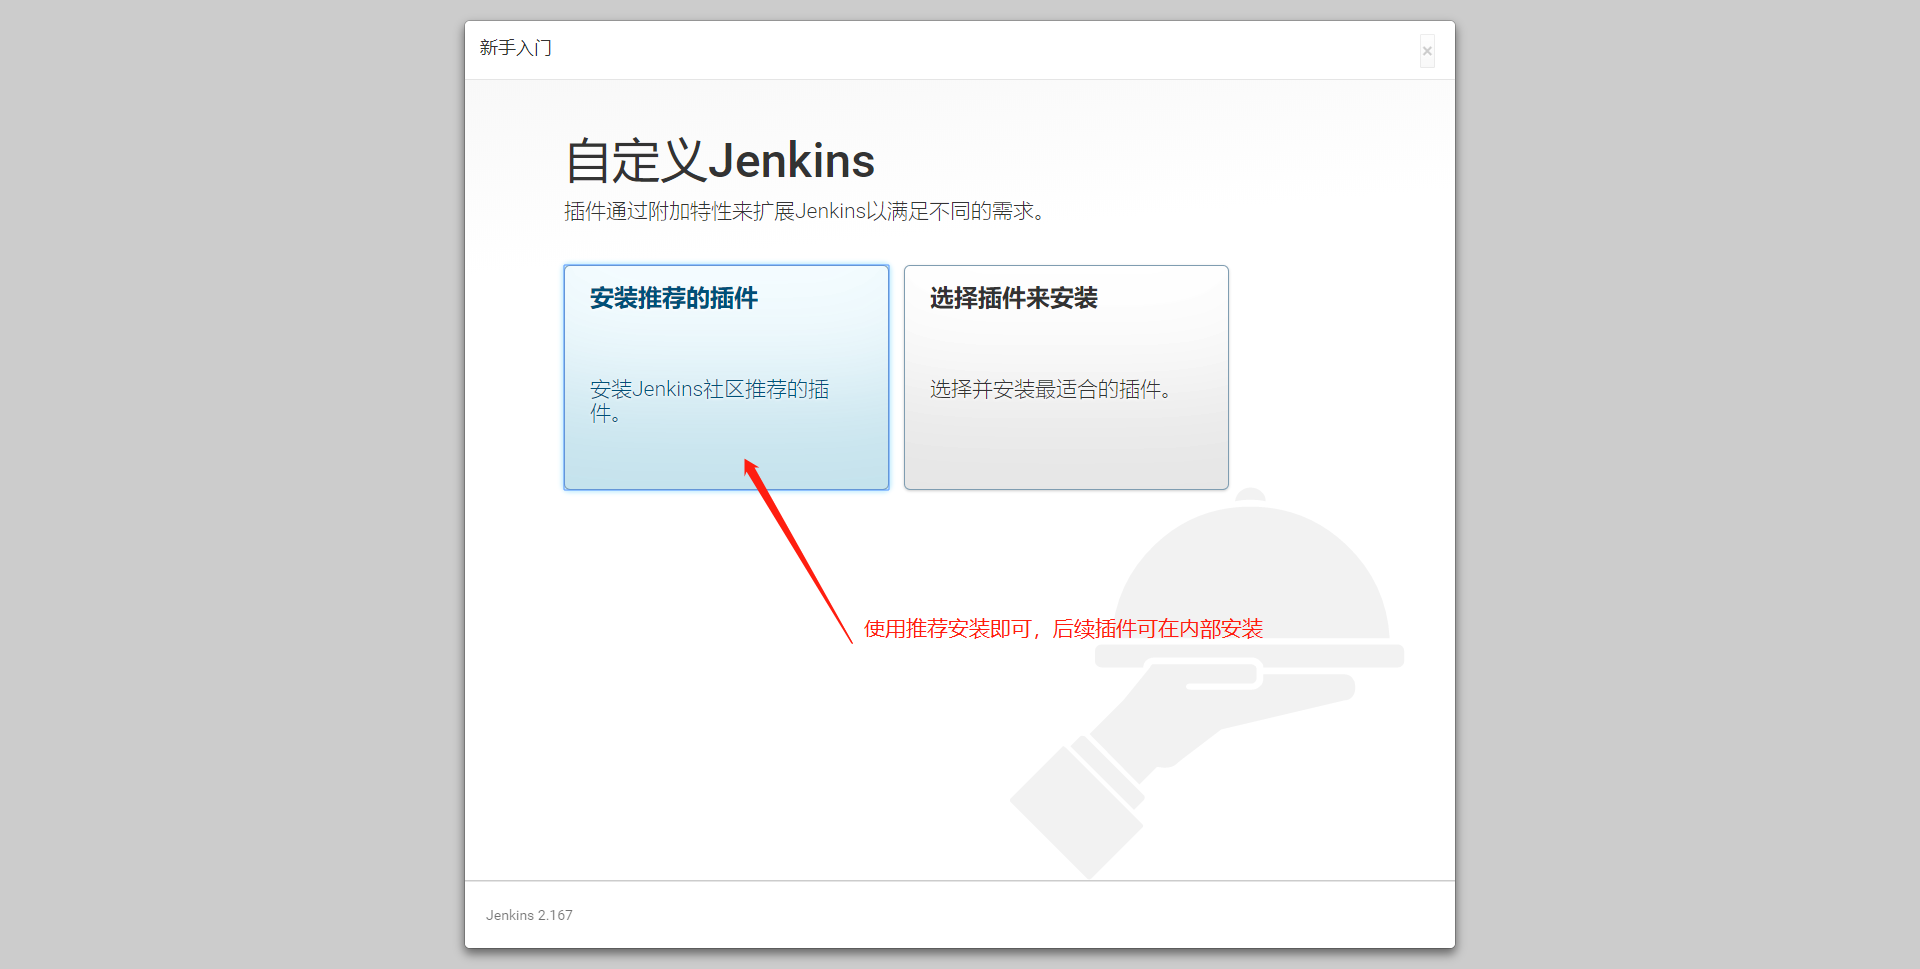 新手入门
×
自定义Jenkins
插件通过附加特性来扩展Jenkins以满足不同的需求。
安装推荐的插件
安装Jenkins社区推荐的插
件。
选择插件来安装
选择并安装最适合的插件。
使用推荐安装即可，后续插件可在内部安装
Jenkins 2.167